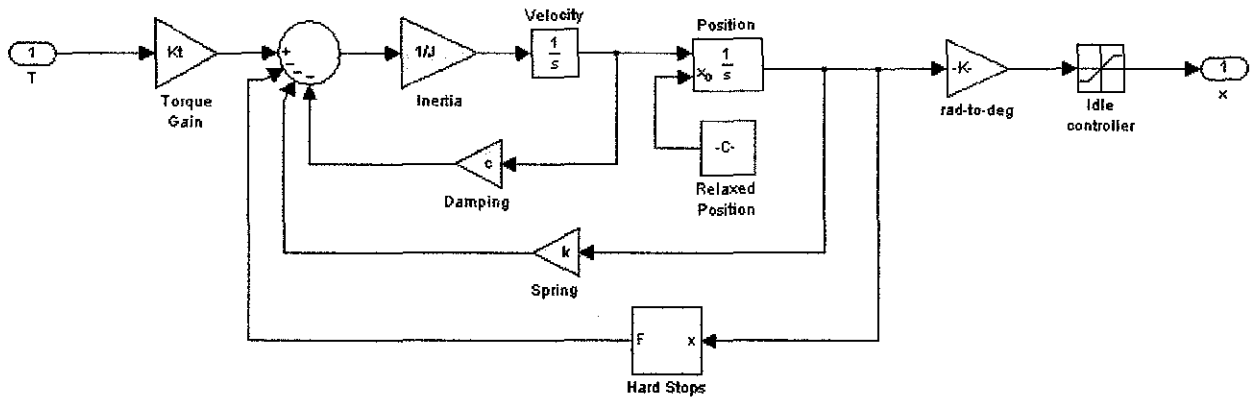 Velocity
Position
1
T
Kt
Torque
Gain
+
−
−
−
1/J
Inertia
1
s
x₀
1
s
-K-
rad-to-deg
Idle
controller
1
x
c
Damping
-C-
Relaxed
Position
k
Spring
F
x
Hard Stops